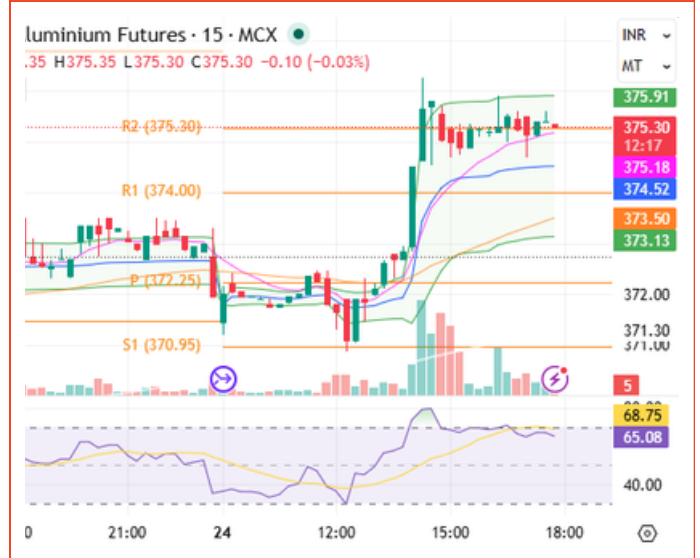 luminium Futures · 15 · MCX
.35 H375.35 L375.30 C375.30 −0.10 (−0.03%)
INR
MT
375.91
R2 (375.30)
375.30
12:17
375.18
R1 (374.00)
374.52
373.50
373.13
P (372.25)
372.00
371.30
S1 (370.95)
371.00
5
68.75
65.08
40.00
0
21:00
24
12:00
15:00
18:00